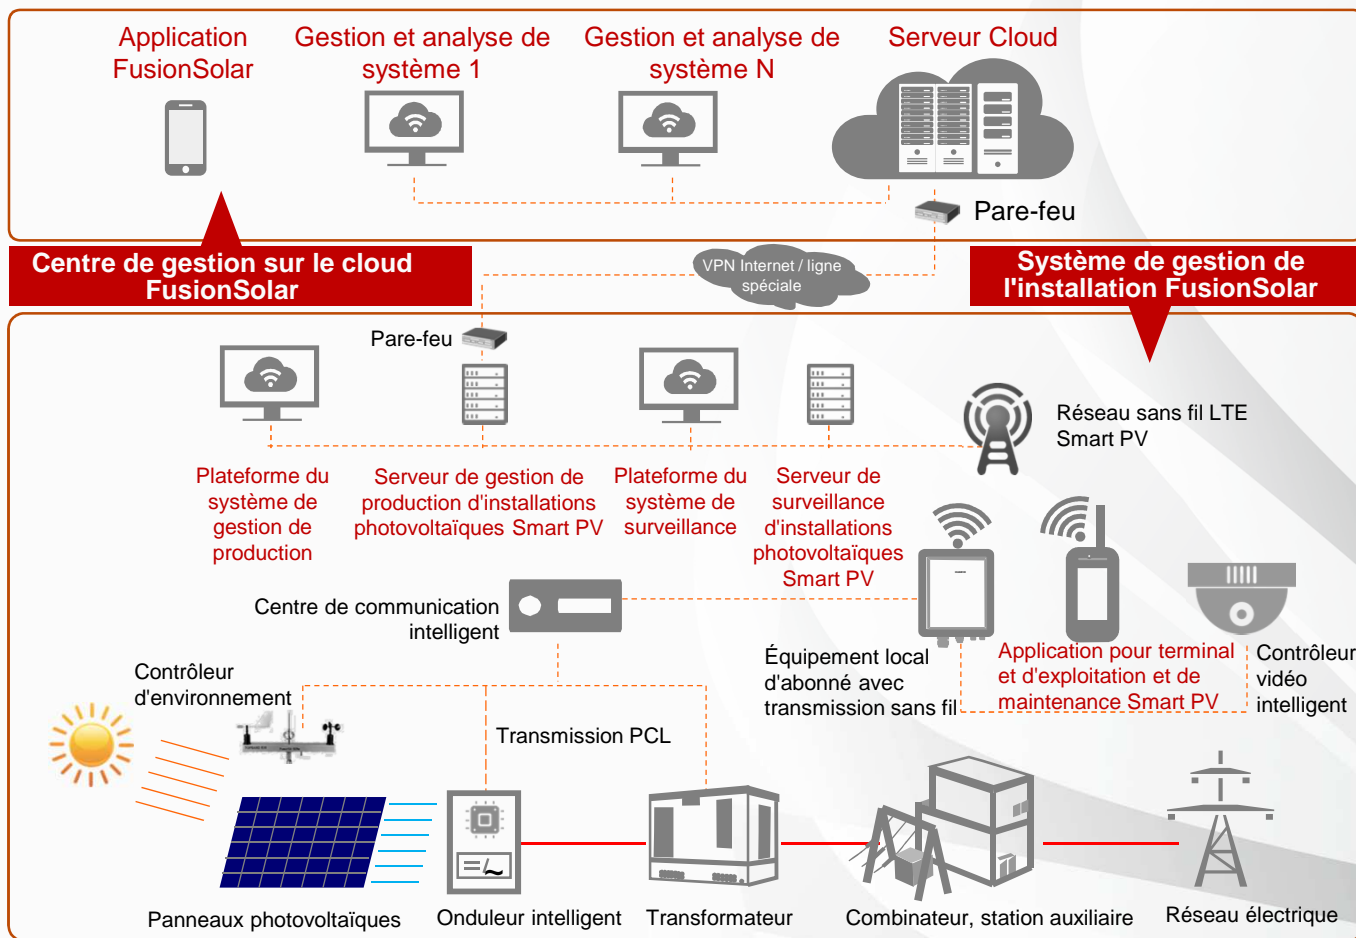 Application
FusionSolar
Gestion et analyse de
système 1
Gestion et analyse de
système N
Serveur Cloud
Pare-feu
Centre de gestion sur le cloud
FusionSolar
VPN Internet / ligne
spéciale
Système de gestion de
l'installation FusionSolar
Pare-feu
Réseau sans fil LTE
Smart PV
Plateforme du
système de
gestion de
production
Serveur de gestion de
production d'installations
photovoltaïques Smart PV
Plateforme du
système de
surveillance
Serveur de
surveillance
d'installations
photovoltaïques
Smart PV
Centre de communication
intelligent
Équipement local
d'abonné avec
transmission sans fil
Application pour terminal
et d'exploitation et de
maintenance Smart PV
Contrôleur
vidéo
intelligent
Contrôleur
d'environnement
Transmission PCL
Panneaux photovoltaïques
Onduleur intelligent
Transformateur
Combinateur, station auxiliaire
Réseau électrique